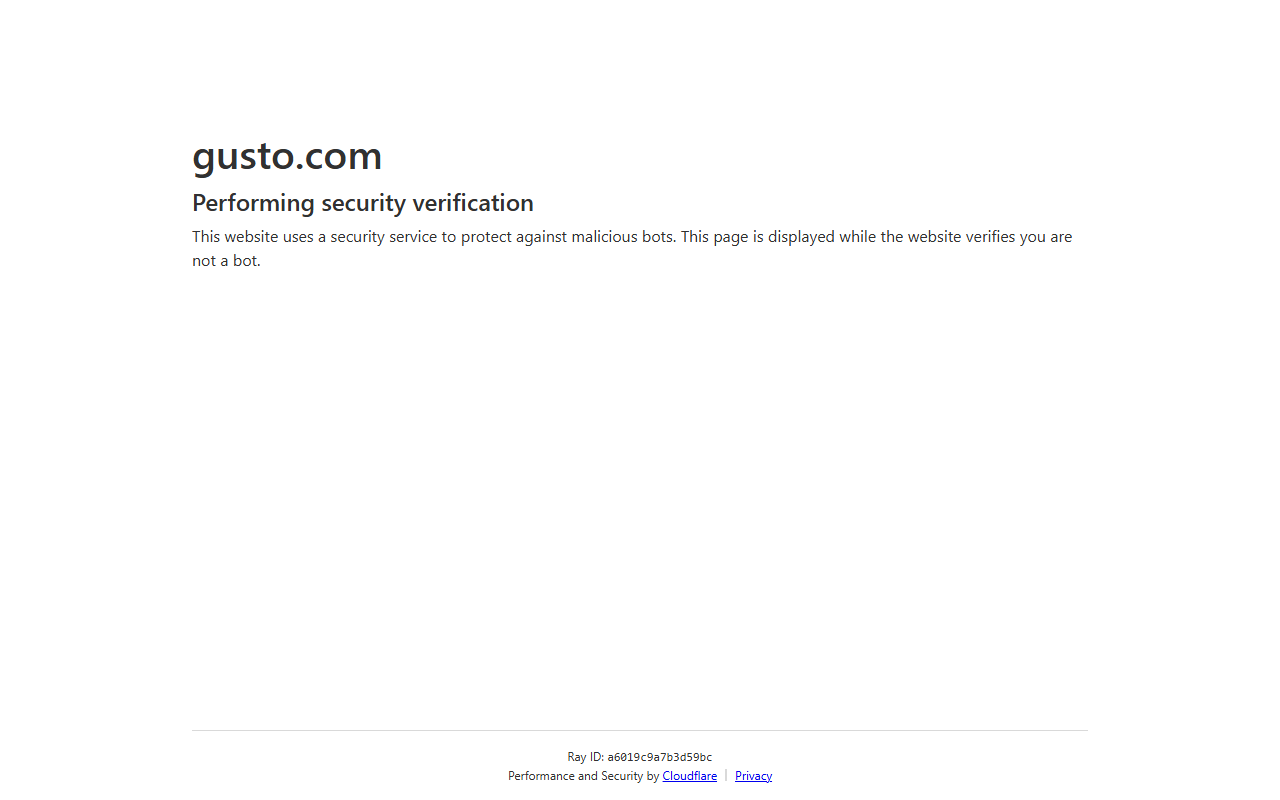 gusto.com
Performing security verification
This website uses a security service to protect against malicious bots. This page is displayed while the website verifies you are
not a bot.
Ray ID: a6019c9a7b3d59bc
Performance and Security by Cloudflare | Privacy